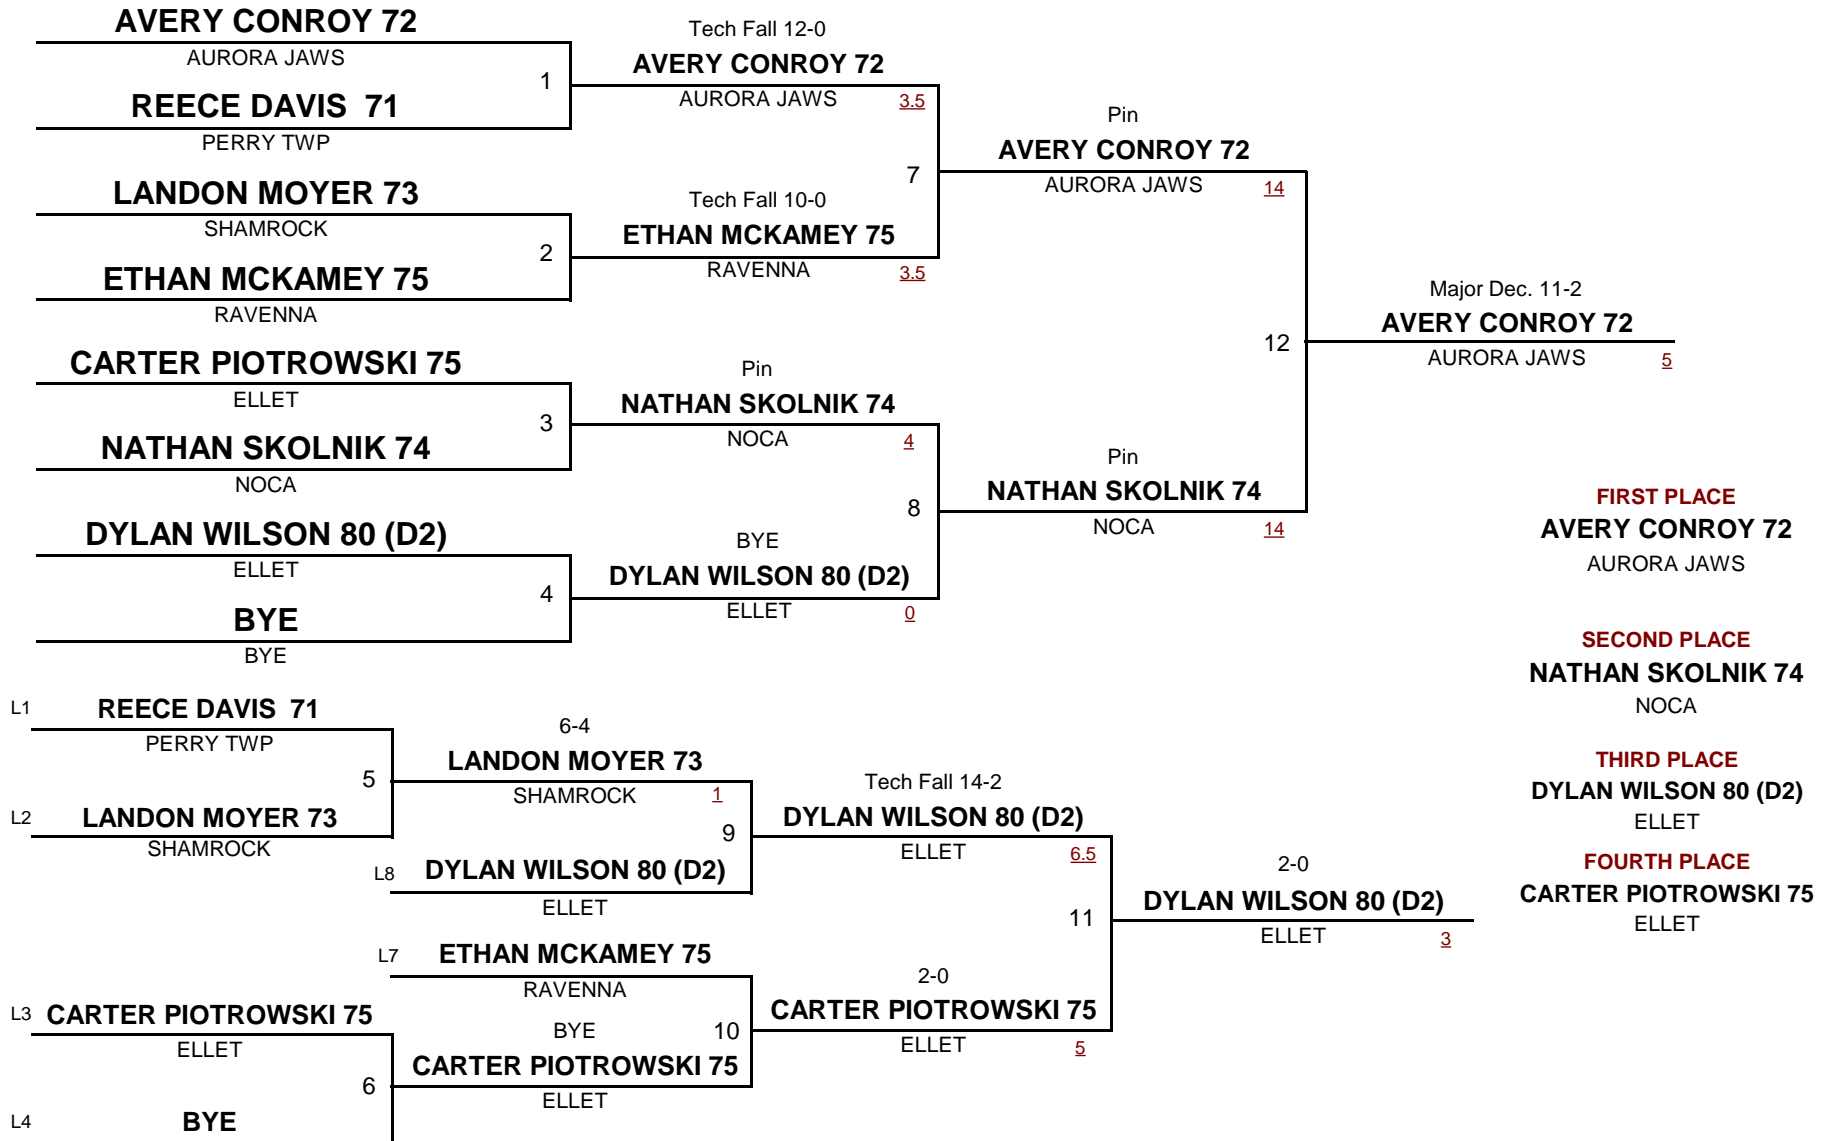 AVERY CONROY 72
AURORA JAWS
1
REECE DAVIS 71
PERRY TWP
LANDON MOYER 73
SHAMROCK
2
ETHAN MCKAMEY 75
RAVENNA
CARTER PIOTROWSKI 75
ELLET
3
NATHAN SKOLNIK 74
NOCA
DYLAN WILSON 80 (D2)
ELLET
4
BYE
BYE
Tech Fall 12-0
AVERY CONROY 72
AURORA JAWS 3.5
7
Tech Fall 10-0
ETHAN MCKAMEY 75
RAVENNA 3.5
Pin
NATHAN SKOLNIK 74
NOCA 4
8
BYE
DYLAN WILSON 80 (D2)
ELLET 0
Pin
AVERY CONROY 72
AURORA JAWS 14
12
Pin
NATHAN SKOLNIK 74
NOCA 14
Major Dec. 11-2
AVERY CONROY 72
AURORA JAWS 5
FIRST PLACE
AVERY CONROY 72
AURORA JAWS
SECOND PLACE
NATHAN SKOLNIK 74
NOCA
THIRD PLACE
DYLAN WILSON 80 (D2)
ELLET
FOURTH PLACE
CARTER PIOTROWSKI 75
ELLET
L1 REECE DAVIS 71
PERRY TWP
5
L2 LANDON MOYER 73
SHAMROCK
6-4
LANDON MOYER 73
SHAMROCK 1
9
L8 DYLAN WILSON 80 (D2)
ELLET
L7 ETHAN MCKAMEY 75
RAVENNA
L3 CARTER PIOTROWSKI 75
ELLET
6
L4 BYE
BYE 10
CARTER PIOTROWSKI 75
ELLET
Tech Fall 14-2
DYLAN WILSON 80 (D2)
ELLET 6.5
11
2-0
CARTER PIOTROWSKI 75
ELLET 5
2-0
DYLAN WILSON 80 (D2)
ELLET 3